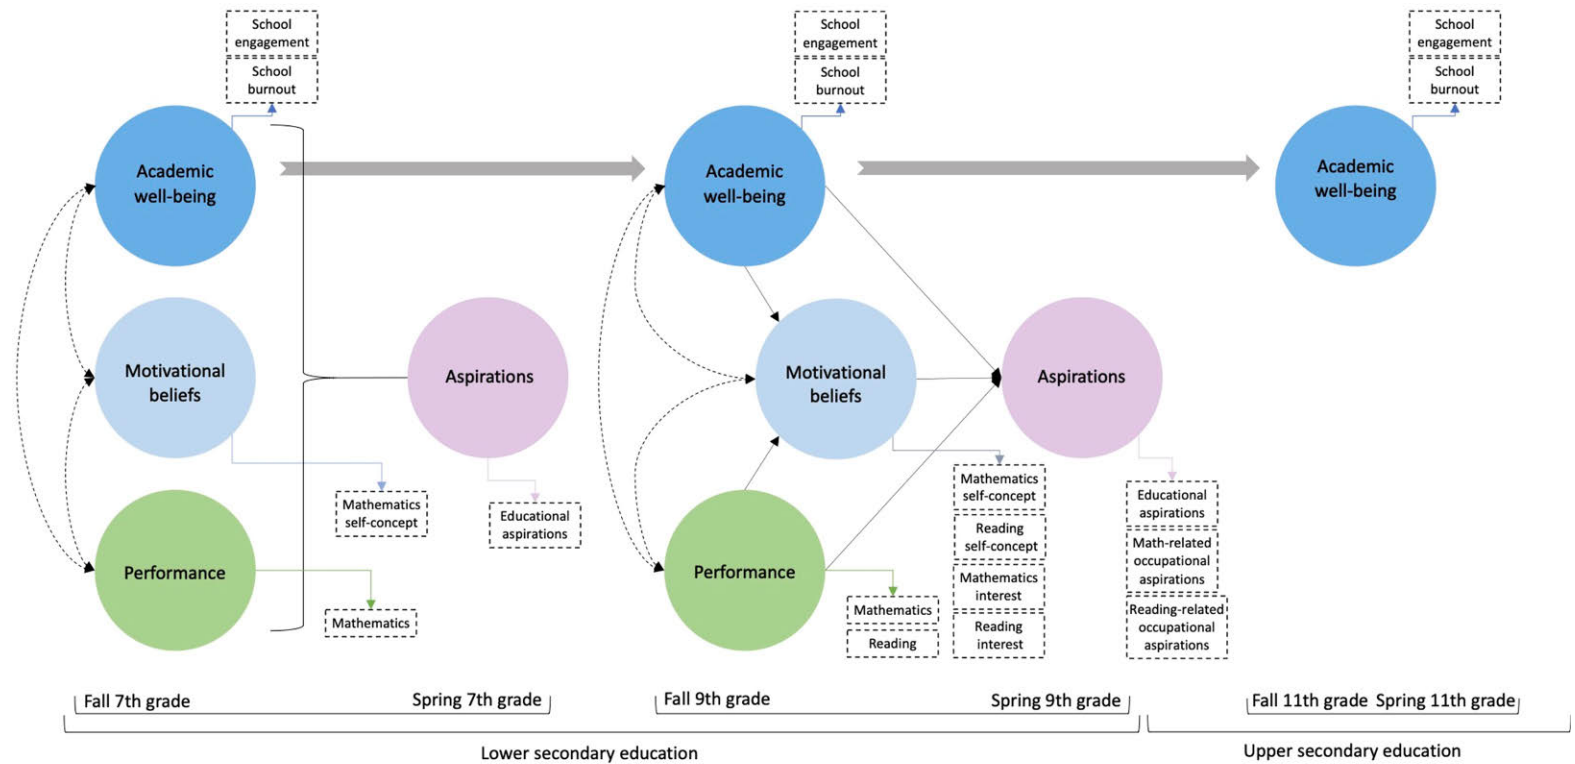 School
engagement
School
burnout
School
engagement
School
burnout
School
engagement
School
burnout
Academic
well-being
Academic
well-being
Academic
well-being
Motivational
beliefs
Aspirations
Motivational
beliefs
Aspirations
Mathematics
self-concept
Educational
aspirations
Mathematics
self-concept
Reading
self-concept
Mathematics
interest
Reading
interest
Educational
aspirations
Math-related
occupational
aspirations
Reading-related
occupational
aspirations
Performance
Mathematics
Performance
Mathematics
Reading
Fall 7th grade
Spring 7th grade
Fall 9th grade
Spring 9th grade
Fall 11th grade
Spring 11th grade
Lower secondary education
Upper secondary education